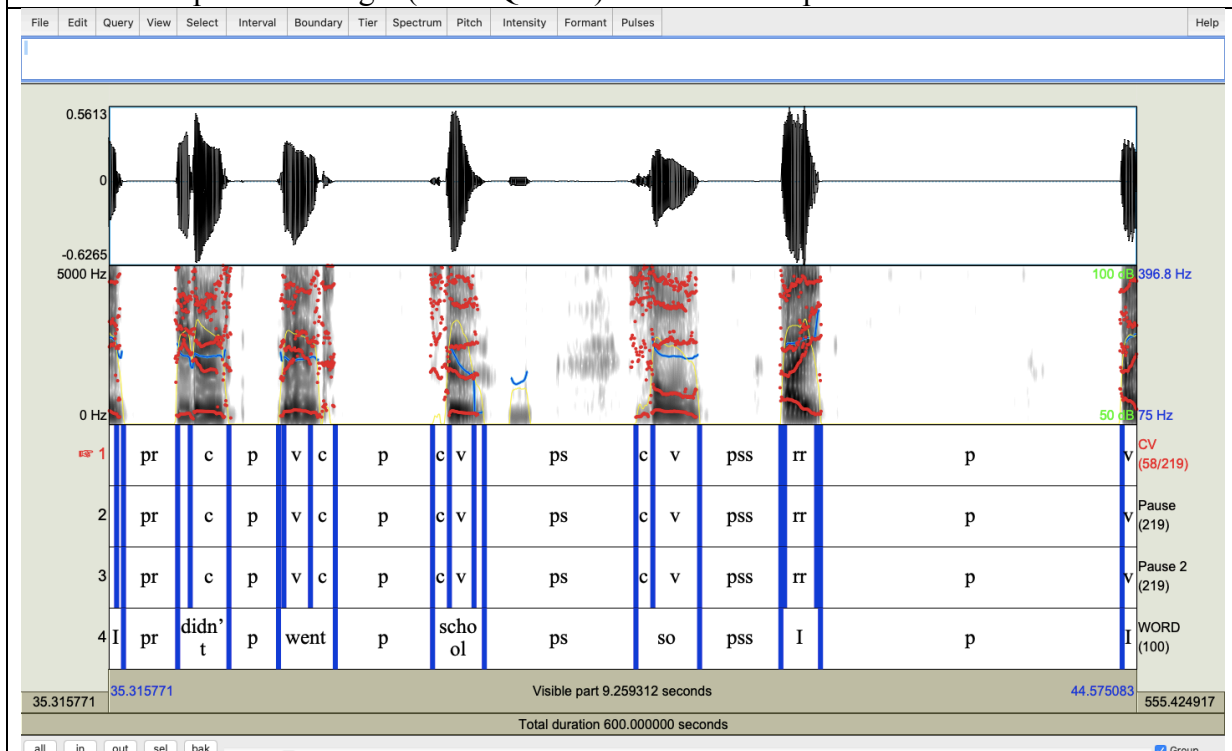 File Edit Query View Select Interval Boundary Tier Spectrum Pitch Intensity Formant Pulses Help
0.5613
0
-0.6265
5000 Hz 100 dB 396.8 Hz
0 Hz 50 dB 75 Hz
1 pr c p v c p c v ps c v pss rr p v CV (58/219)
2 pr c p v c p c v ps c v pss rr p v Pause (219)
3 pr c p v c p c v ps c v pss rr p v Pause 2 (219)
4 I pr didn't p went p school ps so pss I p I WORD (100)
35.315771 35.315771 Visible part 9.259312 seconds 44.575083 555.424917
Total duration 600.000000 seconds
all in out sel bak Group